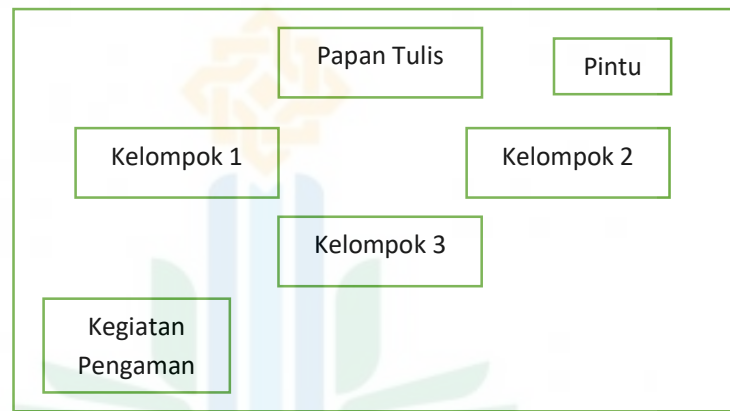 Papan Tulis
Pintu
Kelompok 1
Kelompok 2
Kelompok 3
Kegiatan
Pengaman